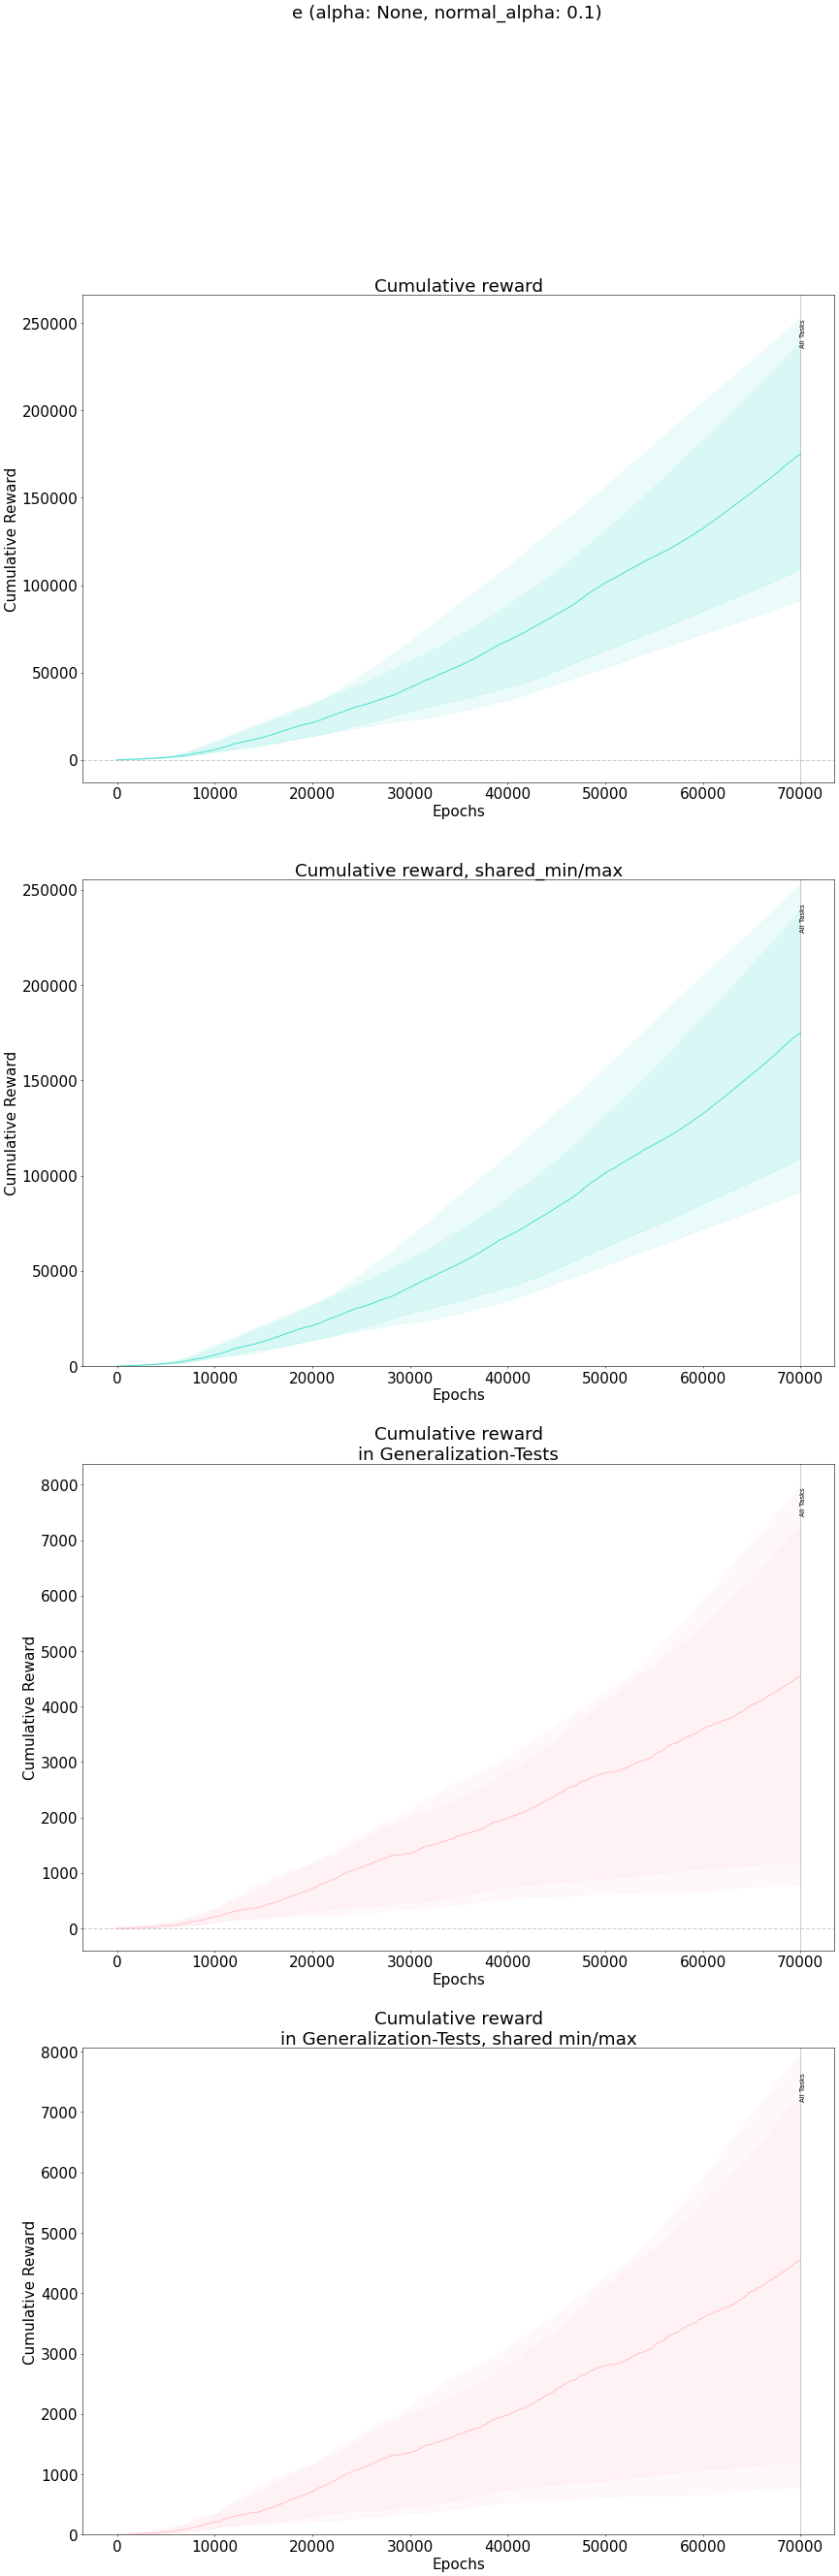 e (alpha: None, normal_alpha: 0.1)
Cumulative reward
250000
200000
150000
100000
50000
0
Cumulative Reward
All Tasks
0 10000 20000 30000 40000 50000 60000 70000
Epochs
Cumulative reward, shared_min/max
250000
200000
150000
100000
50000
0
Cumulative Reward
All Tasks
0 10000 20000 30000 40000 50000 60000 70000
Epochs
Cumulative reward
in Generalization-Tests
8000
7000
6000
5000
4000
3000
2000
1000
0
Cumulative Reward
All Tasks
0 10000 20000 30000 40000 50000 60000 70000
Epochs
Cumulative reward
in Generalization-Tests, shared min/max
8000
7000
6000
5000
4000
3000
2000
1000
0
Cumulative Reward
All Tasks
0 10000 20000 30000 40000 50000 60000 70000
Epochs